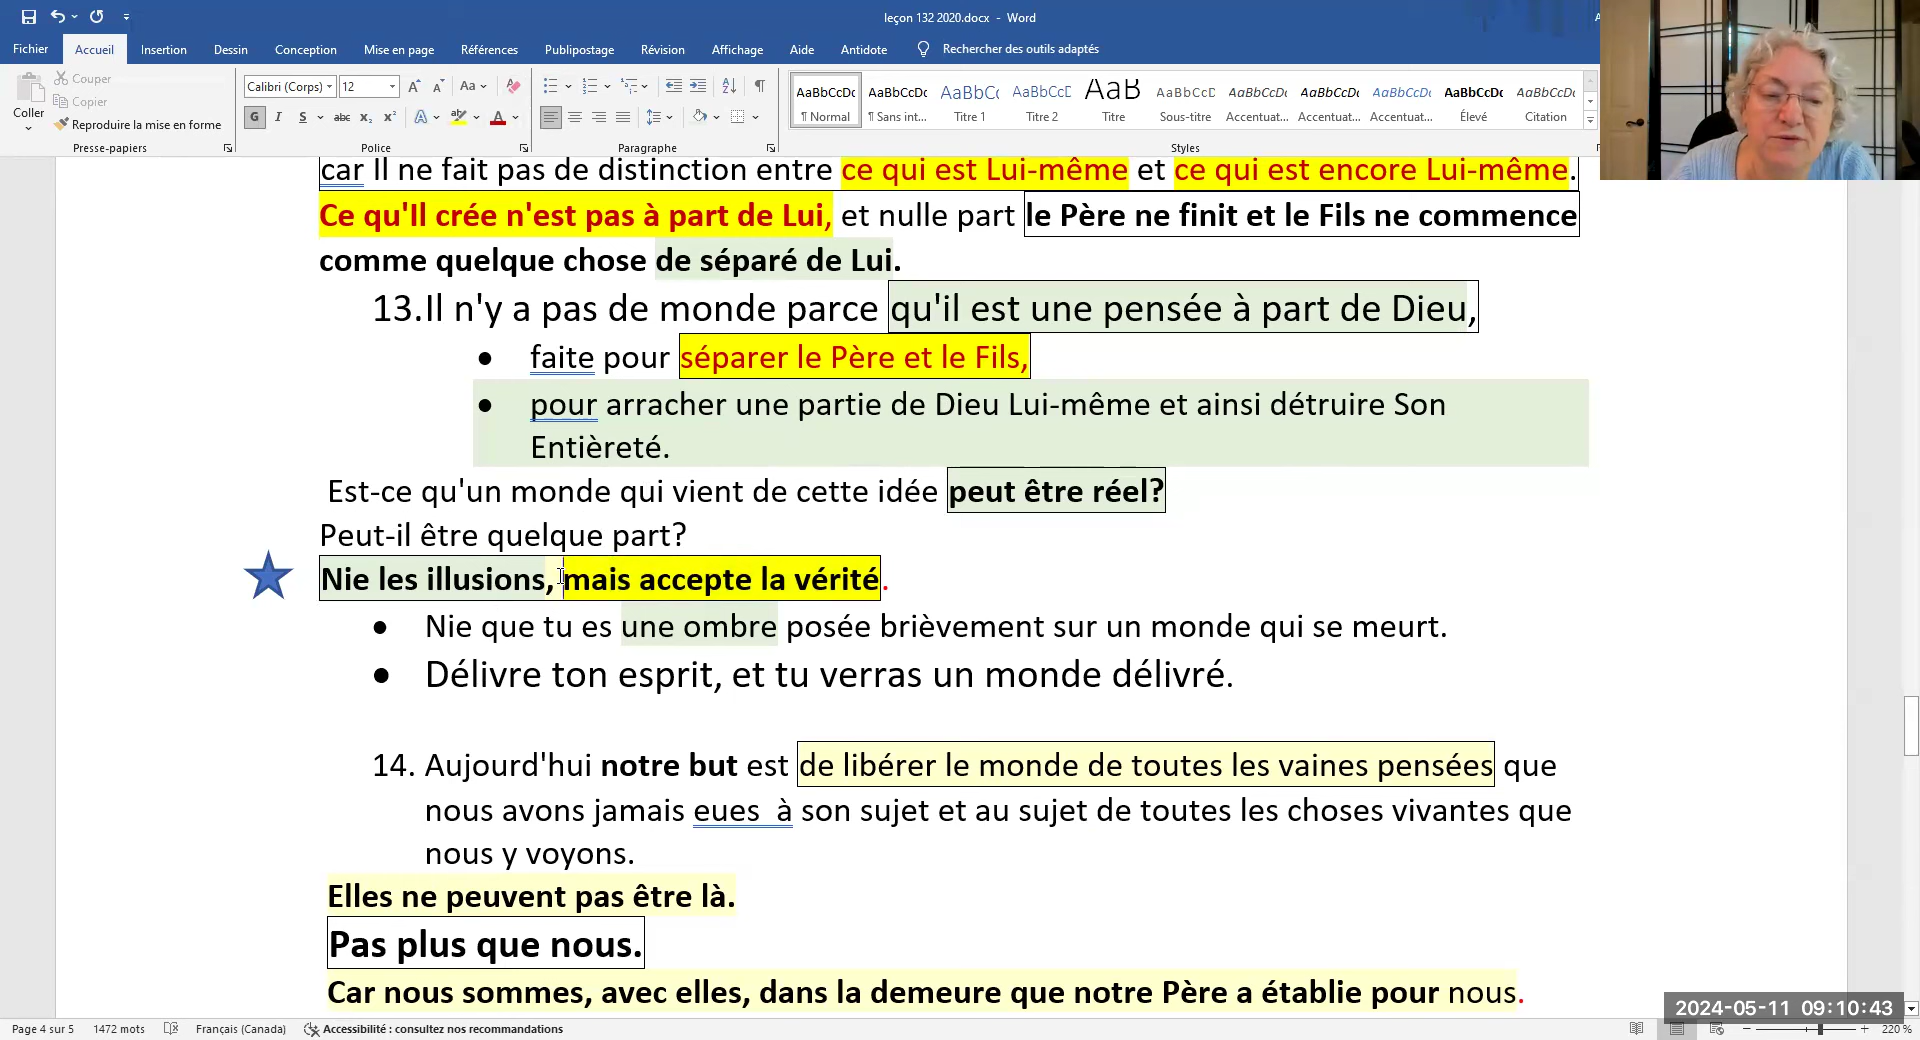 leçon 132 2020.docx - Word
Fichier Accueil Insertion Dessin Conception Mise en page Références Publipostage Révision Affichage Aide Antidote Rechercher des outils adaptés
Coller
Couper
Copier
Reproduire la mise en forme
Presse-papiers
Calibri (Corps) 12
G I S abc x₂ x²
Police
Paragraphe
AaBbCcDc AaBbCcDc AaBbCc AaBbCcD AaB AaBbCcD AaBbCcDc AaBbCcDc AaBbCcDc AaBbCcDc AaBbCcDc
¶ Normal ¶ Sans int... Titre 1 Titre 2 Titre Sous-titre Accentuat... Accentuat... Accentuat... Élevé Citation
Styles
car Il ne fait pas de distinction entre ce qui est Lui-même et ce qui est encore Lui-même.
Ce qu'Il crée n'est pas à part de Lui, et nulle part le Père ne finit et le Fils ne commence
comme quelque chose de séparé de Lui.
13.Il n'y a pas de monde parce qu'il est une pensée à part de Dieu,
• faite pour séparer le Père et le Fils,
• pour arracher une partie de Dieu Lui-même et ainsi détruire Son
Entièreté.
Est-ce qu'un monde qui vient de cette idée peut être réel?
Peut-il être quelque part?
Nie les illusions, mais accepte la vérité.
• Nie que tu es une ombre posée brièvement sur un monde qui se meurt.
• Délivre ton esprit, et tu verras un monde délivré.
14. Aujourd'hui notre but est de libérer le monde de toutes les vaines pensées que
nous avons jamais eues à son sujet et au sujet de toutes les choses vivantes que
nous y voyons.
Elles ne peuvent pas être là.
Pas plus que nous.
Car nous sommes, avec elles, dans la demeure que notre Père a établie pour nous.
2024-05-11 09:10:43
Page 4 sur 5 1472 mots Français (Canada) Accessibilité : consultez nos recommandations 220 %